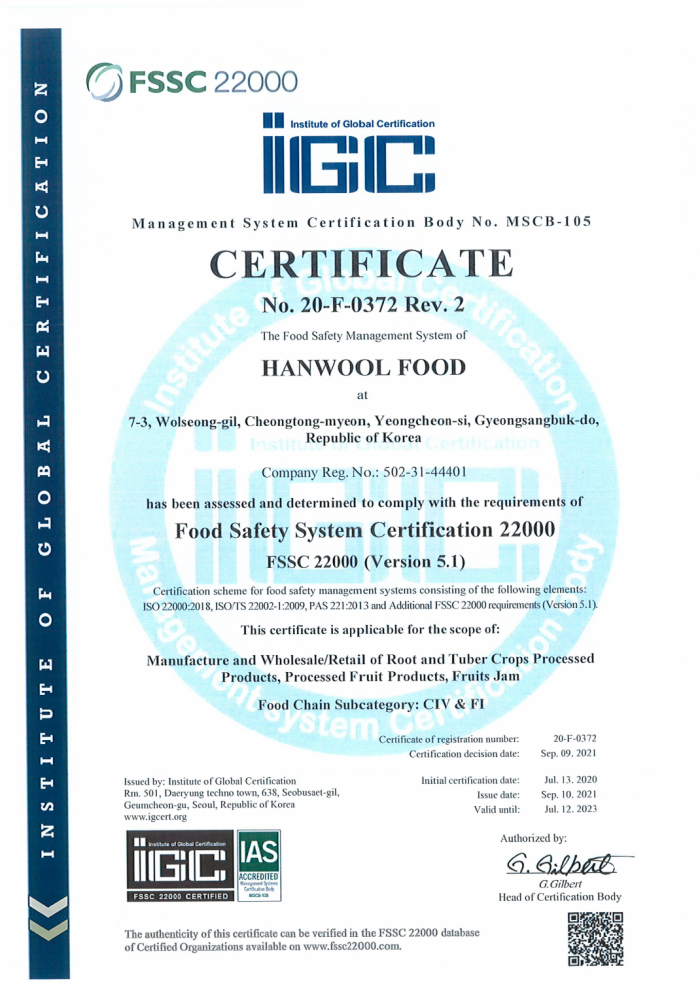 INSTITUTE OF GLOBAL CERTIFICATION
FSSC 22000
Institute of Global Certification
IGC
Management System Certification Body No. MSCB-105
CERTIFICATE
No. 20-F-0372 Rev. 2
The Food Safety Management System of
HANWOOL FOOD
at
7-3, Wolseong-gil, Cheongtong-myeon, Yeongcheon-si, Gyeongsangbuk-do,
Republic of Korea
Institute of Global Certification
Company Reg. No.: 502-31-44401
has been assessed and determined to comply with the requirements of
Food Safety System Certification 22000
FSSC 22000 (Version 5.1)
Certification scheme for food safety management systems consisting of the following elements:
ISO 22000:2018, ISO/TS 22002-1:2009, PAS 221:2013 and Additional FSSC 22000 requirements (Version 5.1).
This certificate is applicable for the scope of:
Manufacture and Wholesale/Retail of Root and Tuber Crops Processed
Products, Processed Fruit Products, Fruits Jam
Food Chain Subcategory: CIV & FI
Institute of Global Certification
Management System Certification Body
Certificate of registration number: 20-F-0372
Certification decision date: Sep. 09. 2021
Initial certification date: Jul. 13. 2020
Issue date: Sep. 10. 2021
Valid until: Jul. 12. 2023
Issued by: Institute of Global Certification
Rm. 501, Daeryung techno town, 638, Seobusaet-gil,
Geumcheon-gu, Seoul, Republic of Korea
www.igcert.org
Institute of Global Certification
IGC
FSSC 22000 CERTIFIED
IAS
ACCREDITED
Management Systems
Certification Body
MSCB-105
Authorized by:
G. Gilbert
G.Gilbert
Head of Certification Body
The authenticity of this certificate can be verified in the FSSC 22000 database
of Certified Organizations available on www.fssc22000.com.